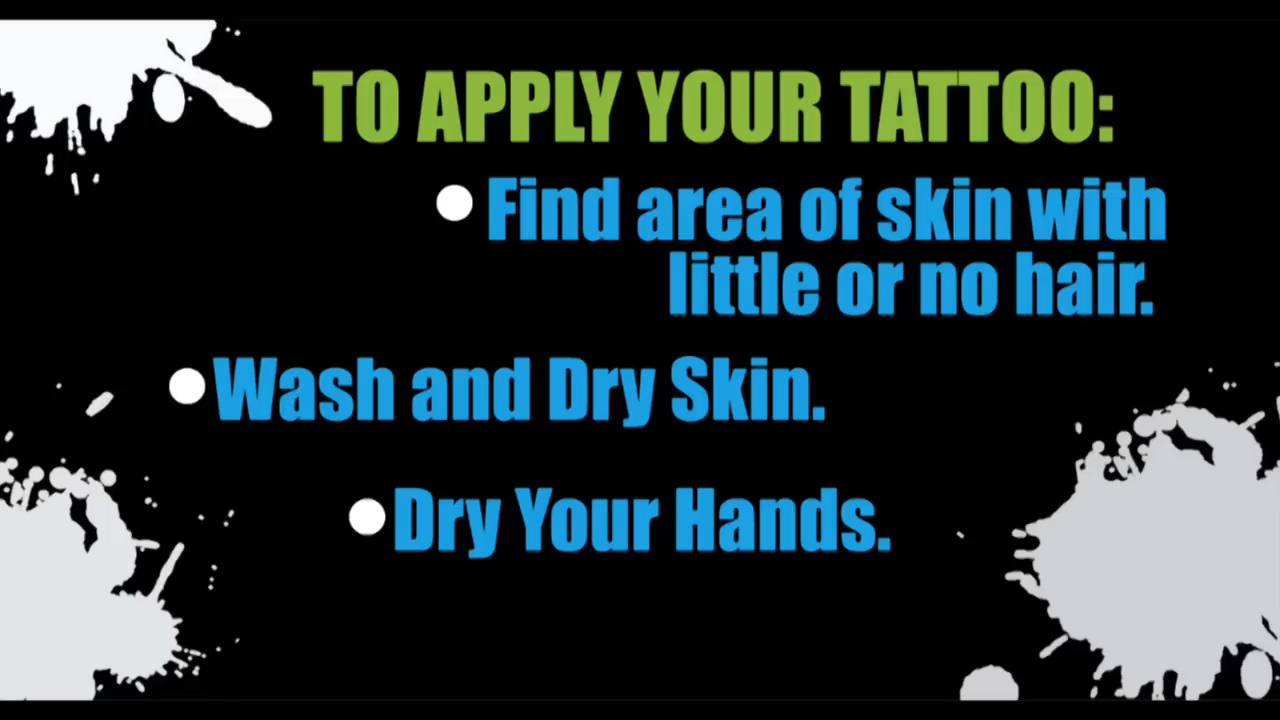 TO APPLY YOUR TATTOO:
• Find area of skin with
little or no hair.
• Wash and Dry Skin.
• Dry Your Hands.